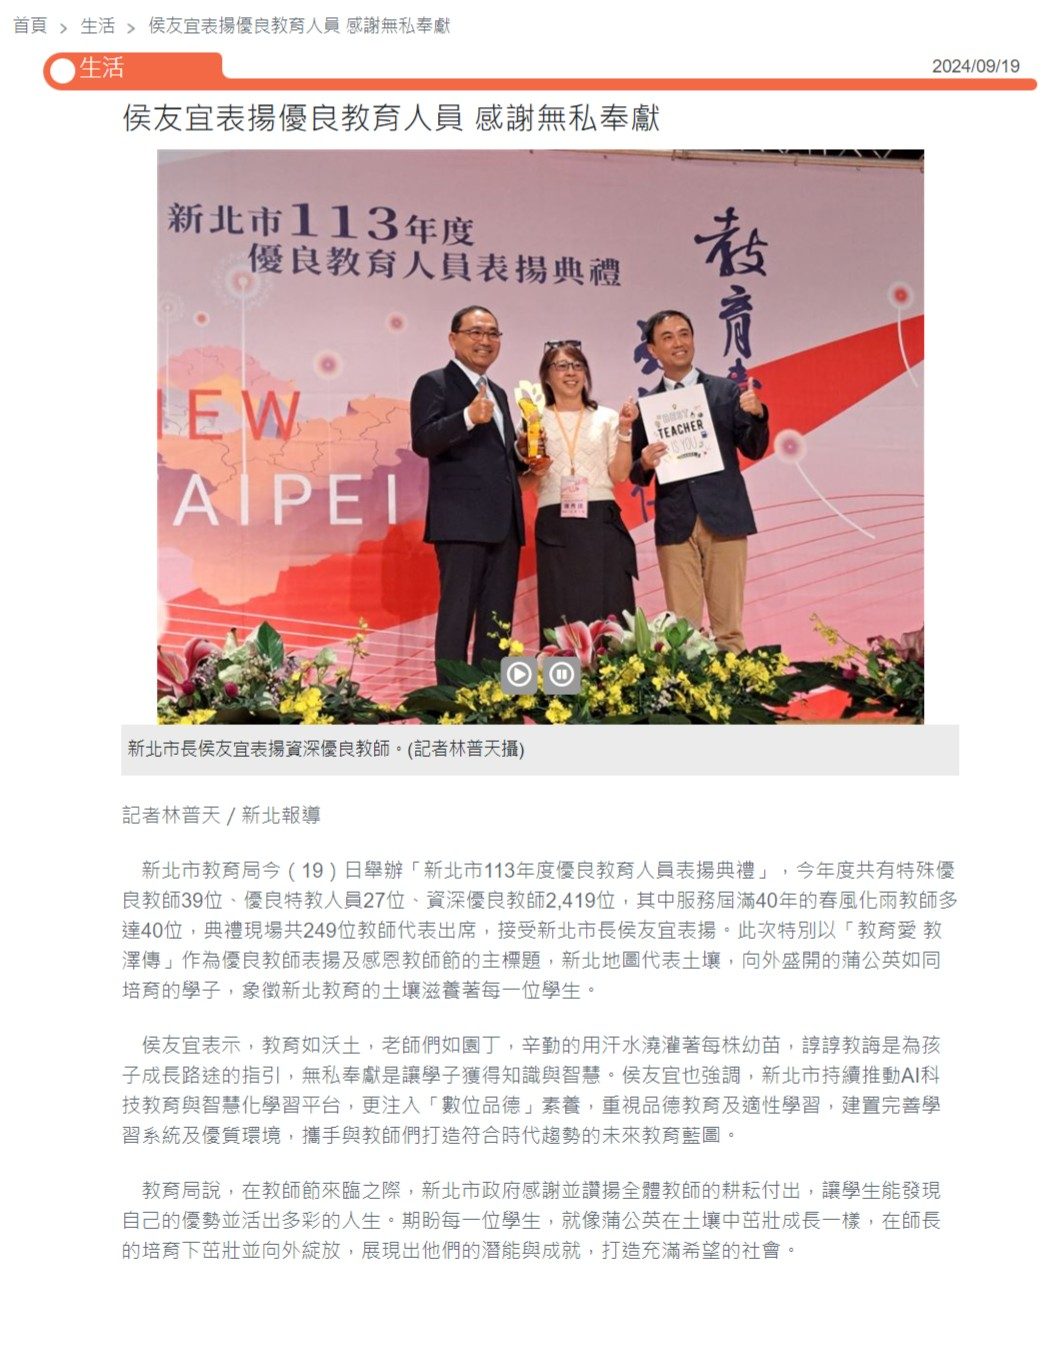 首頁 > 生活 > 侯友宜表揚優良教育人員 感謝無私奉獻
生活
2024/09/19
侯友宜表揚優良教育人員 感謝無私奉獻
新北市113年度
優良教育人員表揚典禮
教育愛
IEW
TAIPEI
BEST
TEACHER
IS YOU
新北市長侯友宜表揚資深優良教師。(記者林普天攝)
記者林普天 / 新北報導
新北市教育局今（19）日舉辦「新北市113年度優良教育人員表揚典禮」，今年度共有特殊優
良教師39位、優良特教人員27位、資深優良教師2,419位，其中服務屆滿40年的春風化雨教師多
達40位，典禮現場共249位教師代表出席，接受新北市長侯友宜表揚。此次特別以「教育愛 教
澤傳」作為優良教師表揚及感恩教師節的主標題，新北地圖代表土壤，向外盛開的蒲公英如同
培育的學子，象徵新北教育的土壤滋養著每一位學生。
侯友宜表示，教育如沃土，老師們如園丁，辛勤的用汗水澆灌著每株幼苗，諄諄教誨是為孩
子成長路途的指引，無私奉獻是讓學子獲得知識與智慧。侯友宜也強調，新北市持續推動AI科
技教育與智慧化學習平台，更注入「數位品德」素養，重視品德教育及適性學習，建置完善學
習系統及優質環境，攜手與教師們打造符合時代趨勢的未來教育藍圖。
教育局說，在教師節來臨之際，新北市政府感謝並讚揚全體教師的耕耘付出，讓學生能發現
自己的優勢並活出多彩的人生。期盼每一位學生，就像蒲公英在土壤中茁壯成長一樣，在師長
的培育下茁壯並向外綻放，展現出他們的潛能與成就，打造充滿希望的社會。